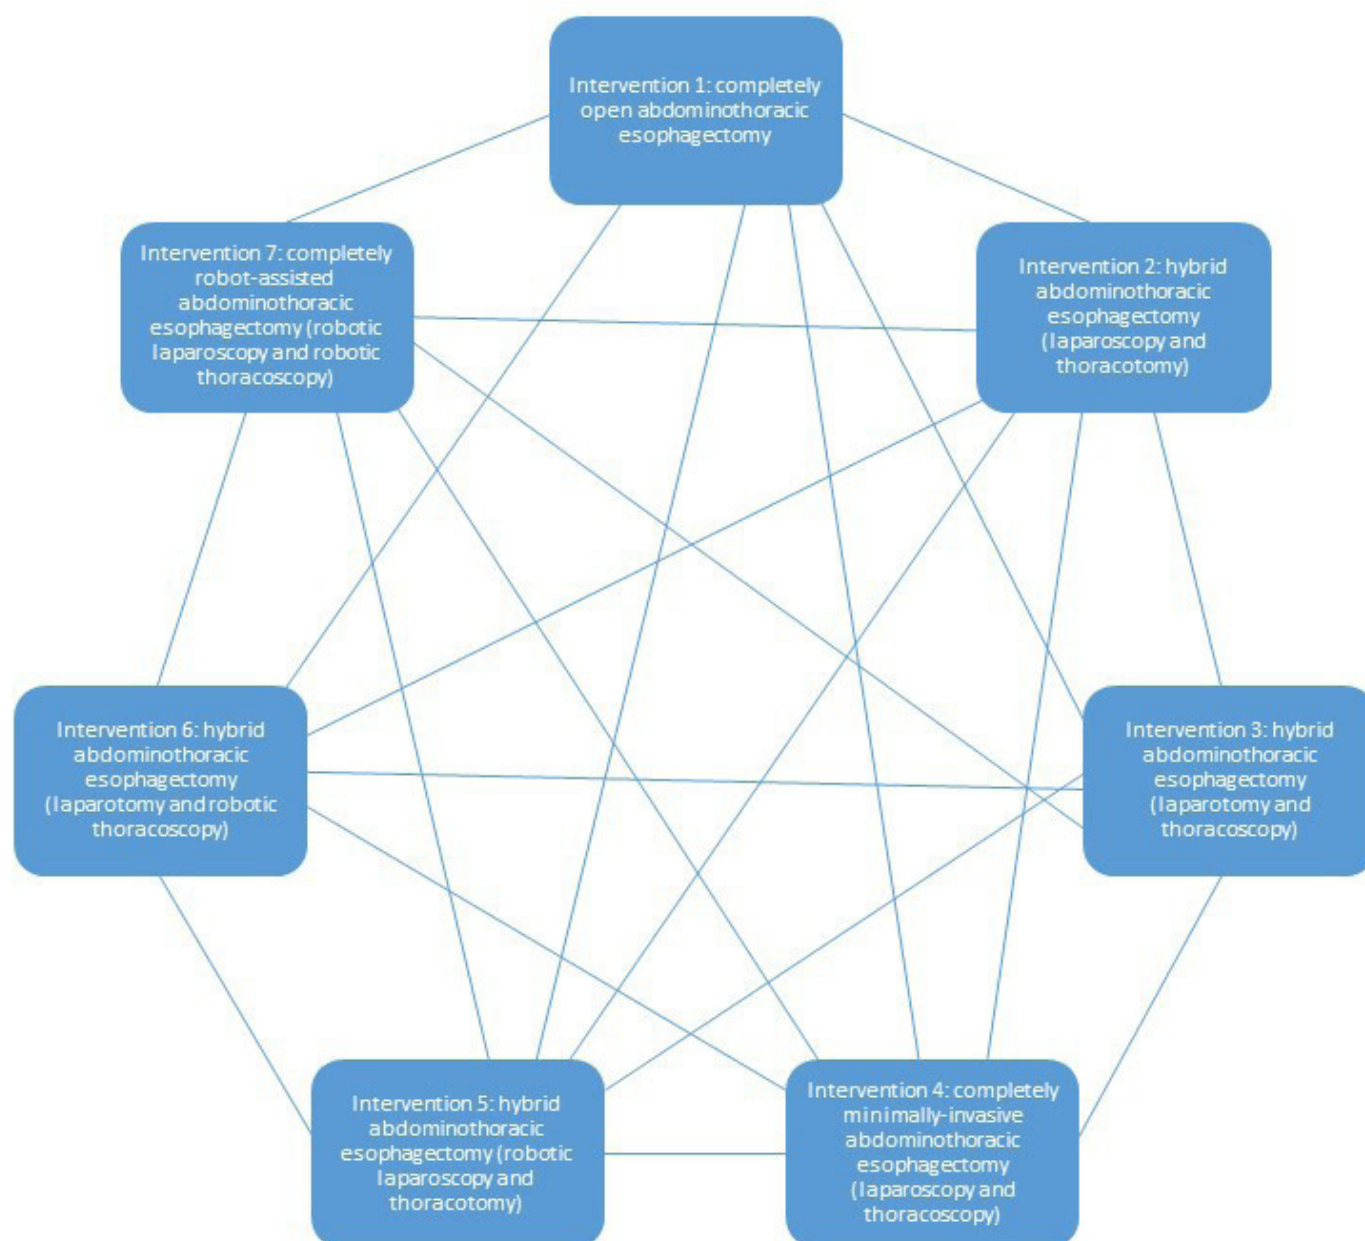 Intervention 1: completely
open abdominothoracic
esophagectomy
Intervention 7: completely
robot-assisted
abdominothoracic
esophagectomy (robotic
laparoscopy and robotic
thoracoscopy)
Intervention 2: hybrid
abdominothoracic
esophagectomy
(laparoscopy and
thoracotomy)
Intervention 6: hybrid
abdominothoracic
esophagectomy
(laparotomy and robotic
thoracoscopy)
Intervention 3: hybrid
abdominothoracic
esophagectomy
(laparotomy and
thoracoscopy)
Intervention 5: hybrid
abdominothoracic
esophagectomy (robotic
laparoscopy and
thoracotomy)
Intervention 4: completely
minimally-invasive
abdominothoracic
esophagectomy
(laparoscopy and
thoracoscopy)